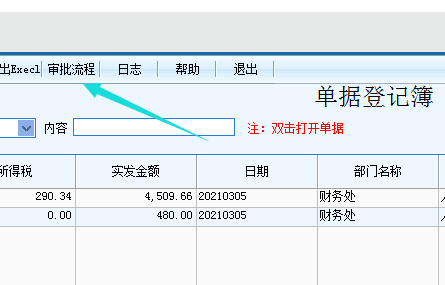 出Execl 审批流程 日志 帮助 退出
单据登记簿
内容 注：双击打开单据
所得税 实发金额 日期 部门名称
290.34 4,509.66 20210305 财务处
0.00 480.00 20210305 财务处